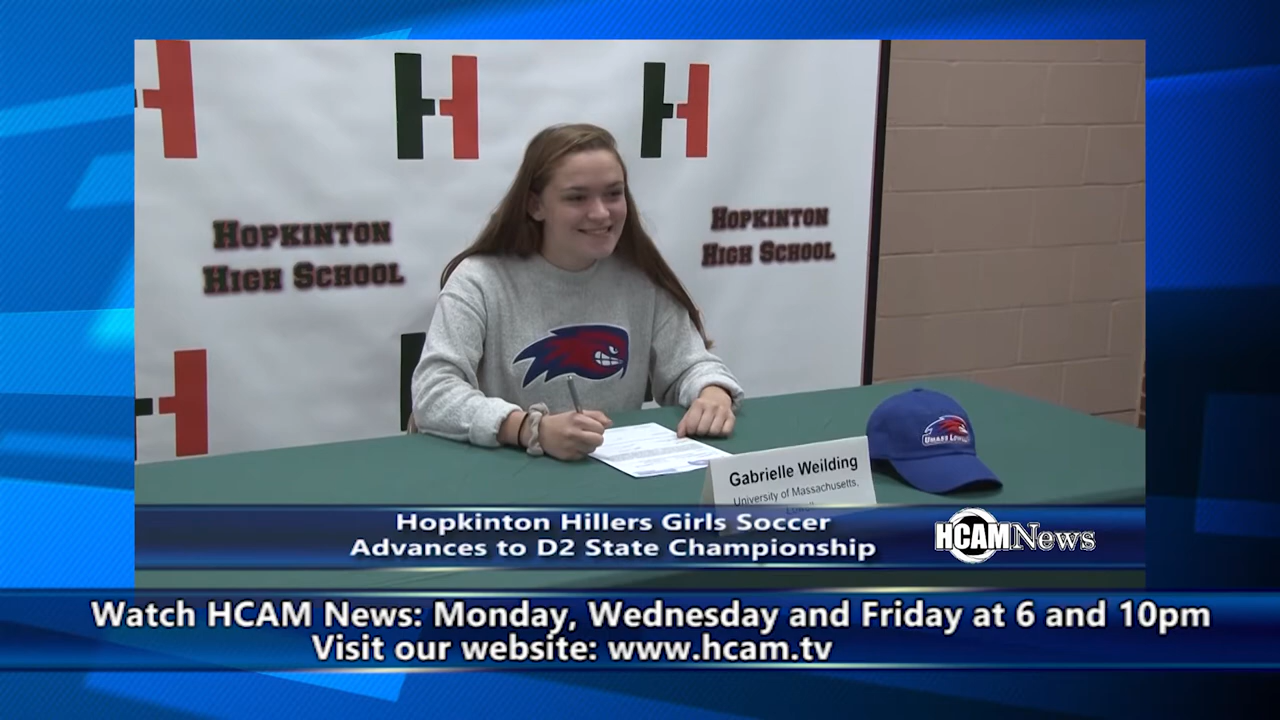 Hopkinton
High School
Hopkinton
High School
UMass Lowell
Gabrielle Weilding
University of Massachusetts,
Hopkinton Hillers Girls Soccer
Advances to D2 State Championship
HCAM News
Watch HCAM News: Monday, Wednesday and Friday at 6 and 10pm
Visit our website: www.hcam.tv